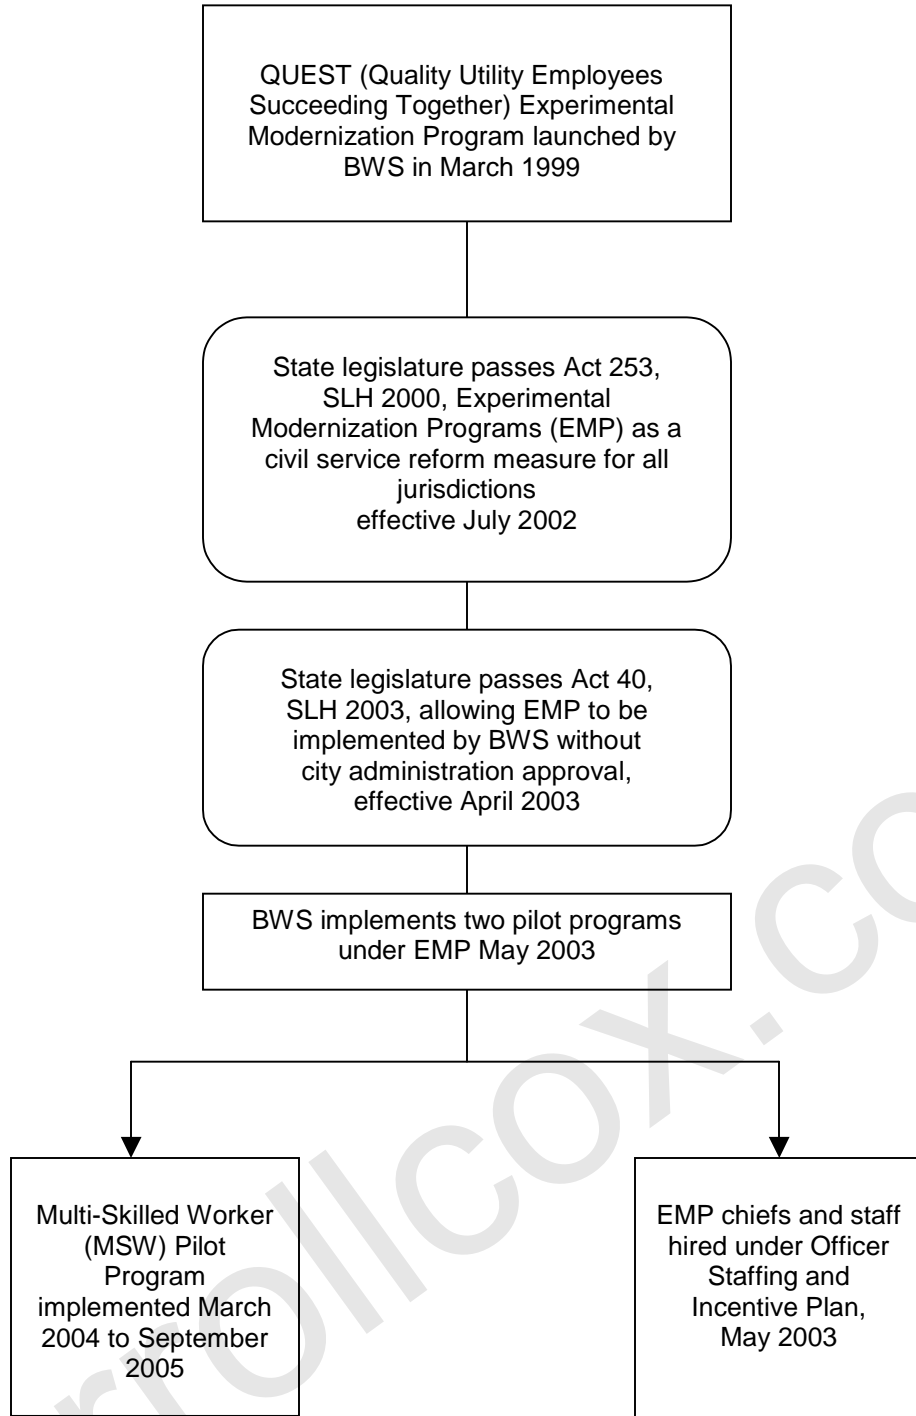 QUEST (Quality Utility Employees
Succeeding Together) Experimental
Modernization Program launched by
BWS in March 1999
State legislature passes Act 253,
SLH 2000, Experimental
Modernization Programs (EMP) as a
civil service reform measure for all
jurisdictions
effective July 2002
State legislature passes Act 40,
SLH 2003, allowing EMP to be
implemented by BWS without
city administration approval,
effective April 2003
BWS implements two pilot programs
under EMP May 2003
Multi-Skilled Worker
(MSW) Pilot
Program
implemented March
2004 to September
2005
EMP chiefs and staff
hired under Officer
Staffing and
Incentive Plan,
May 2003
rrollcox.co